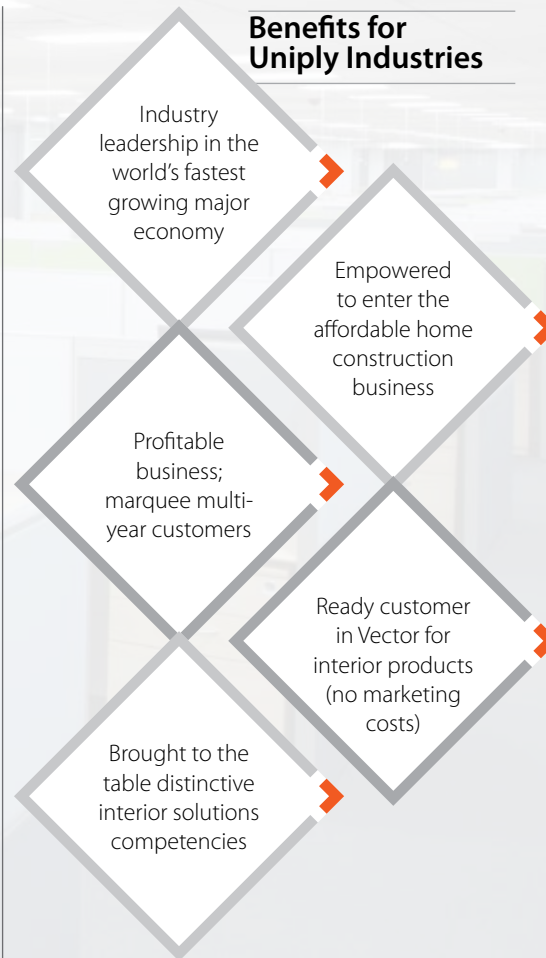 Benefits for
Uniply Industries
Industry
leadership in the
world's fastest
growing major
economy
Empowered
to enter the
affordable home
construction
business
Profitable
business;
marquee multi-
year customers
Ready customer
in Vector for
interior products
(no marketing
costs)
Brought to the
table distinctive
interior solutions
competencies